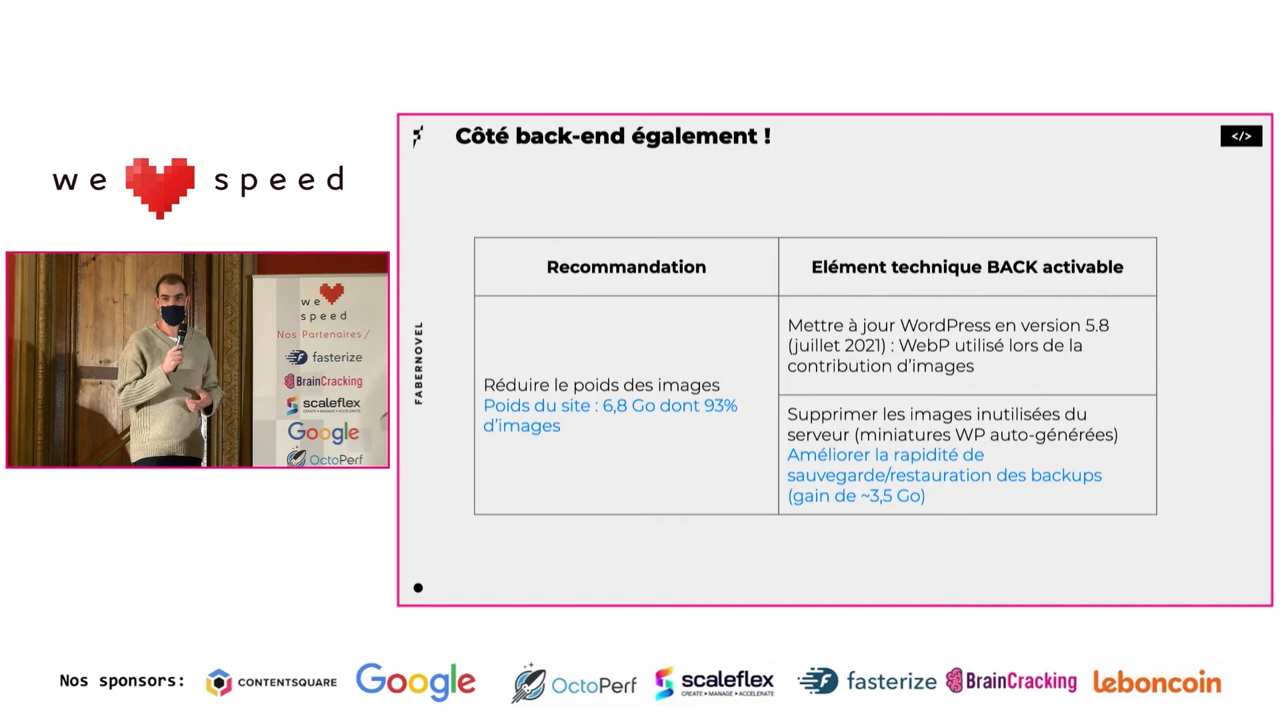 we speed
we
speed
Nos Partenaires /
fasterize
BrainCracking
scaleflex
CREATE • MANAGE • ACCELERATE
Google
OctoPerf
Côté back-end également !
</>
FABERNOVEL
Recommandation
Elément technique BACK activable
Réduire le poids des images
Poids du site : 6,8 Go dont 93%
d'images
Mettre à jour WordPress en version 5.8
(juillet 2021) : WebP utilisé lors de la
contribution d'images
Supprimer les images inutilisées du
serveur (miniatures WP auto-générées)
Améliorer la rapidité de
sauvegarde/restauration des backups
(gain de ~3,5 Go)
Nos sponsors:
CONTENTSQUARE
Google
OctoPerf
scaleflex
CREATE • MANAGE • ACCELERATE
fasterize
BrainCracking
leboncoin